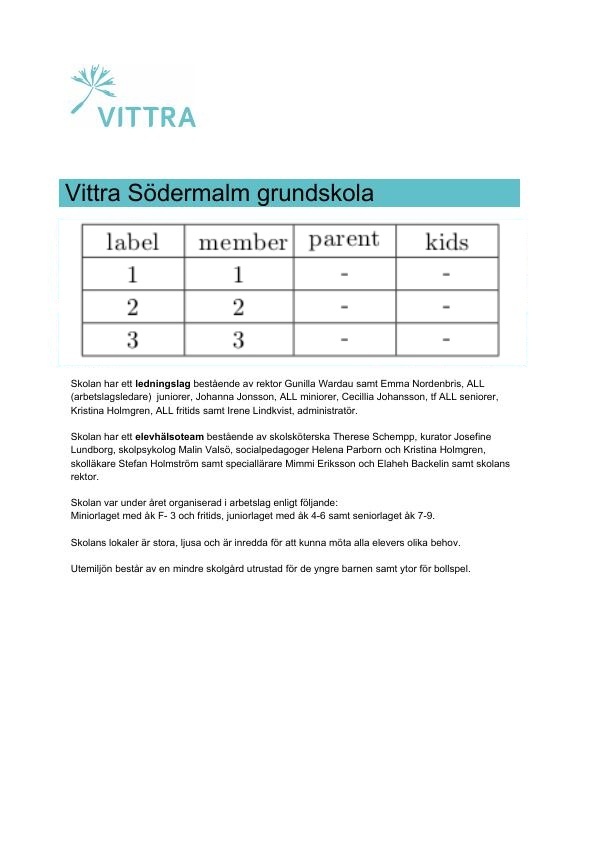 VITTRA
Vittra Södermalm grundskola
label member parent kids
1 1 - -
2 2 - -
3 3 - -
Skolan har ett ledningslag bestående av rektor Gunilla Wardau samt Emma Nordenbris, ALL
(arbetslagsledare) juniorer, Johanna Jonsson, ALL miniorer, Cecillia Johansson, tf ALL seniorer,
Kristina Holmgren, ALL fritids samt Irene Lindkvist, administratör.
Skolan har ett elevhälsoteam bestående av skolsköterska Therese Schempp, kurator Josefine
Lundborg, skolpsykolog Malin Valsö, socialpedagoger Helena Parborn och Kristina Holmgren,
skolläkare Stefan Holmström samt speciallärare Mimmi Eriksson och Elaheh Backelin samt skolans
rektor.
Skolan var under året organiserad i arbetslag enligt följande:
Miniorlaget med åk F- 3 och fritids, juniorlaget med åk 4-6 samt seniorlaget åk 7-9.
Skolans lokaler är stora, ljusa och är inredda för att kunna möta alla elevers olika behov.
Utemiljön består av en mindre skolgård utrustad för de yngre barnen samt ytor för bollspel.